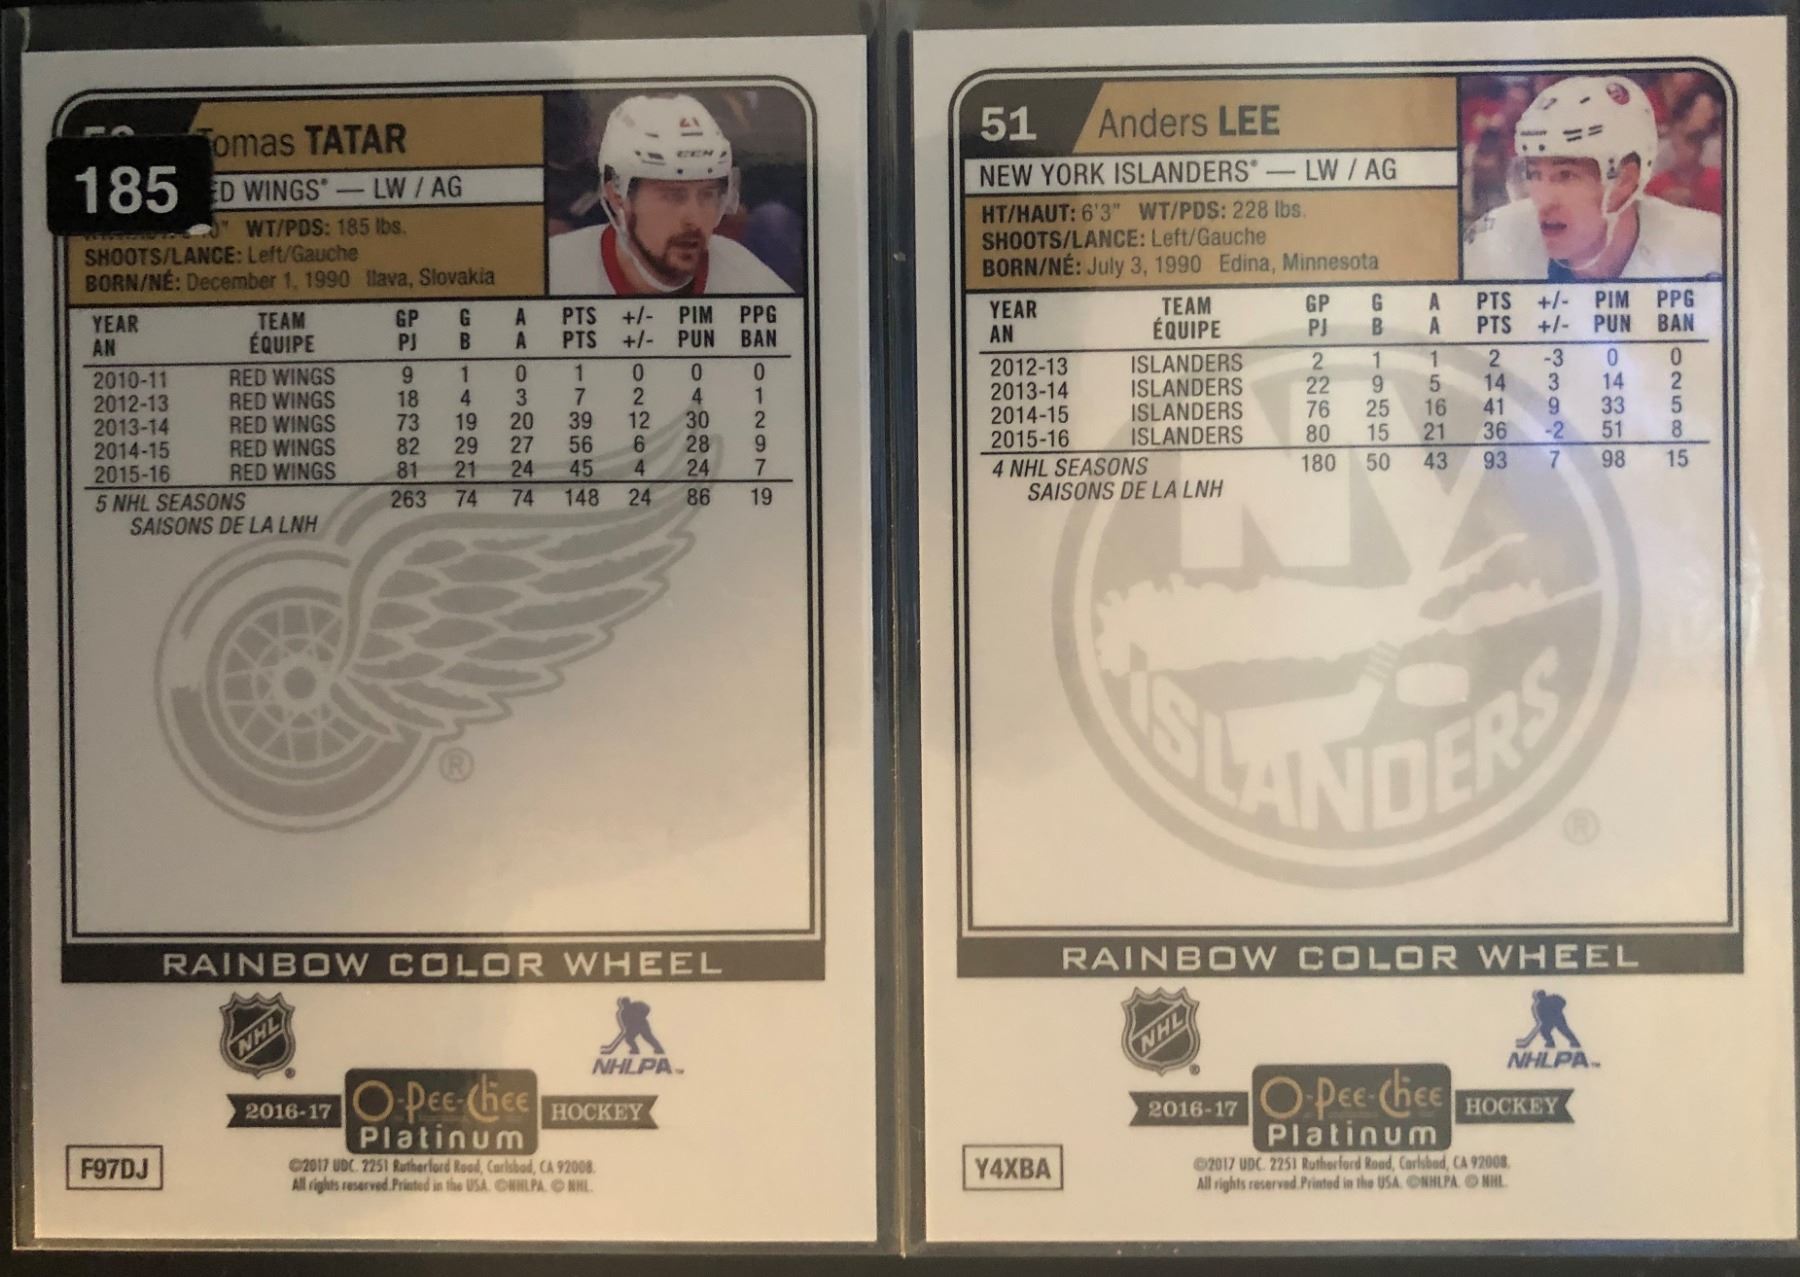 185
Tomas TATAR
ED WINGS® — LW / AG
WT/PDS: 185 lbs.
SHOOTS/LANCE: Left/Gauche
BORN/NÉ: December 1, 1990 Ilava, Slovakia
YEAR TEAM GP G A PTS +/- PIM PPG
AN ÉQUIPE PJ B A PTS +/- PUN BAN
2010-11 RED WINGS 9 1 0 1 0 0 0
2012-13 RED WINGS 18 4 3 7 2 4 1
2013-14 RED WINGS 73 19 20 39 12 30 2
2014-15 RED WINGS 82 29 27 56 6 28 9
2015-16 RED WINGS 81 21 24 45 4 24 7
5 NHL SEASONS 263 74 74 148 24 86 19
SAISONS DE LA LNH
®
RAINBOW COLOR WHEEL
NHL ®
NHLPA™
2016-17 O-Pee-Chee HOCKEY
Platinum
F97DJ
©2017 UDC. 2251 Rutherford Road, Carlsbad, CA 92008.
All rights reserved.Printed in the USA. ©NHLPA. © NHL.
51 Anders LEE
NEW YORK ISLANDERS® — LW / AG
HT/HAUT: 6'3" WT/PDS: 228 lbs.
SHOOTS/LANCE: Left/Gauche
BORN/NÉ: July 3, 1990 Edina, Minnesota
YEAR TEAM GP G A PTS +/- PIM PPG
AN ÉQUIPE PJ B A PTS +/- PUN BAN
2012-13 ISLANDERS 2 1 1 2 -3 0 0
2013-14 ISLANDERS 22 9 5 14 3 14 2
2014-15 ISLANDERS 76 25 16 41 9 33 5
2015-16 ISLANDERS 80 15 21 36 -2 51 8
4 NHL SEASONS 180 50 43 93 7 98 15
SAISONS DE LA LNH
NY
ISLANDERS
®
RAINBOW COLOR WHEEL
NHL ®
NHLPA™
2016-17 O-Pee-Chee HOCKEY
Platinum
Y4XBA
©2017 UDC. 2251 Rutherford Road, Carlsbad, CA 92008.
All rights reserved.Printed in the USA. ©NHLPA. © NHL.